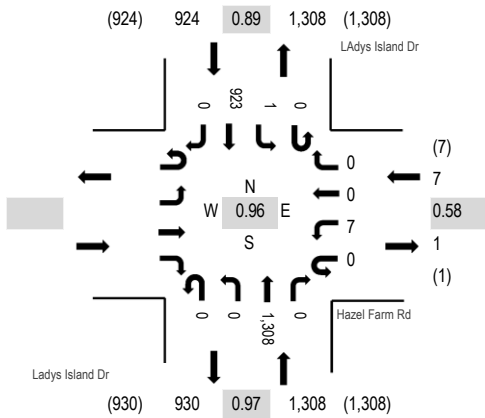 (924) 924 0.89 1,308 (1,308)
LAdys Island Dr
0 923 1 0
(7)
0
7
0
N
W 0.96 E
0.58
S
7
1
0
(1)
0 0 1,308 0
Hazel Farm Rd
Ladys Island Dr
(930) 930 0.97 1,308 (1,308)